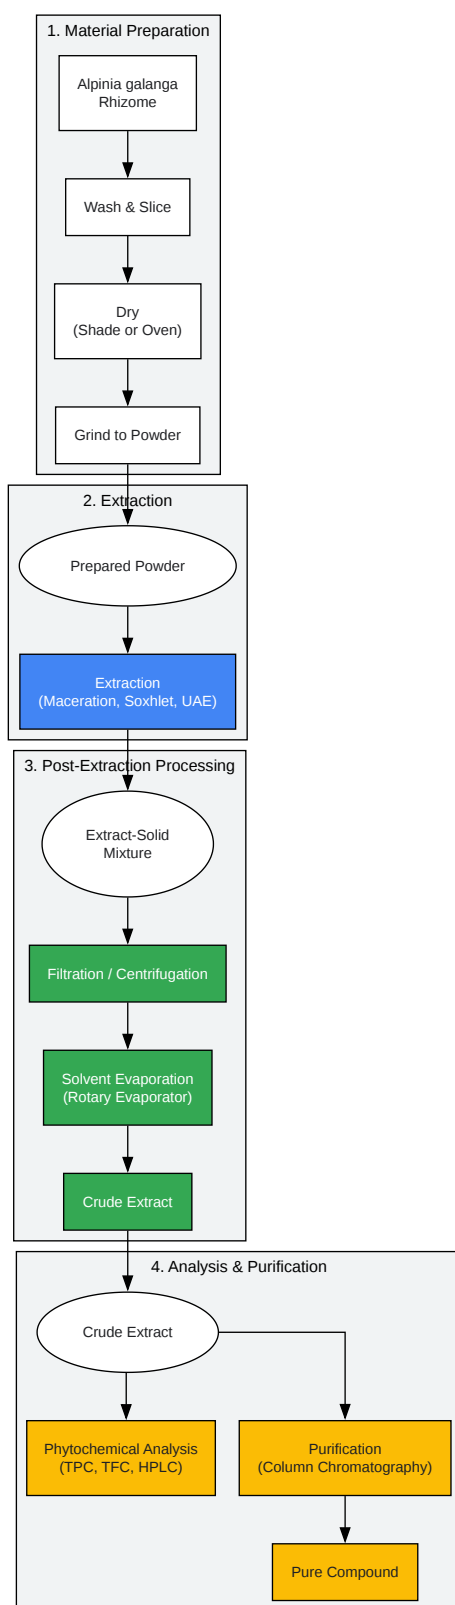 1. Material Preparation
Alpinia galanga
Rhizome
Wash & Slice
Dry
(Shade or Oven)
Grind to Powder
2. Extraction
Prepared Powder
Extraction
(Maceration, Soxhlet, UAE)
3. Post-Extraction Processing
Extract-Solid
Mixture
Filtration / Centrifugation
Solvent Evaporation
(Rotary Evaporator)
Crude Extract
4. Analysis & Purification
Crude Extract
Phytochemical Analysis
(TPC, TFC, HPLC)
Purification
(Column Chromatography)
Pure Compound